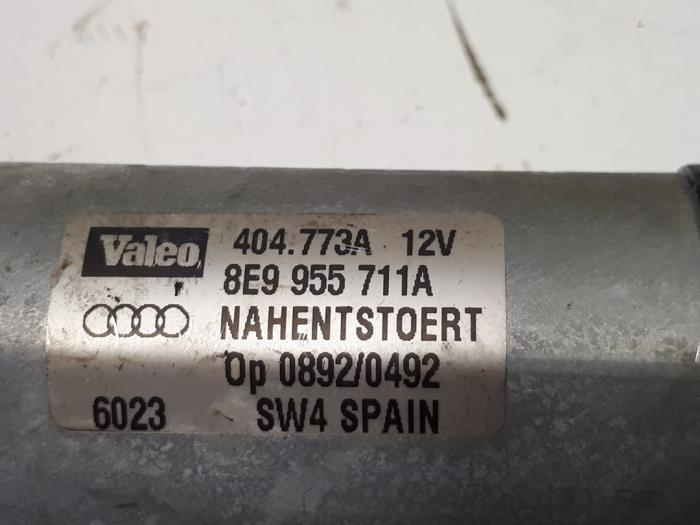 Valeo 404.773A 12V
8E9 955 711A
NAHENTSTOERT
Op 0892/0492
6023 SW4 SPAIN